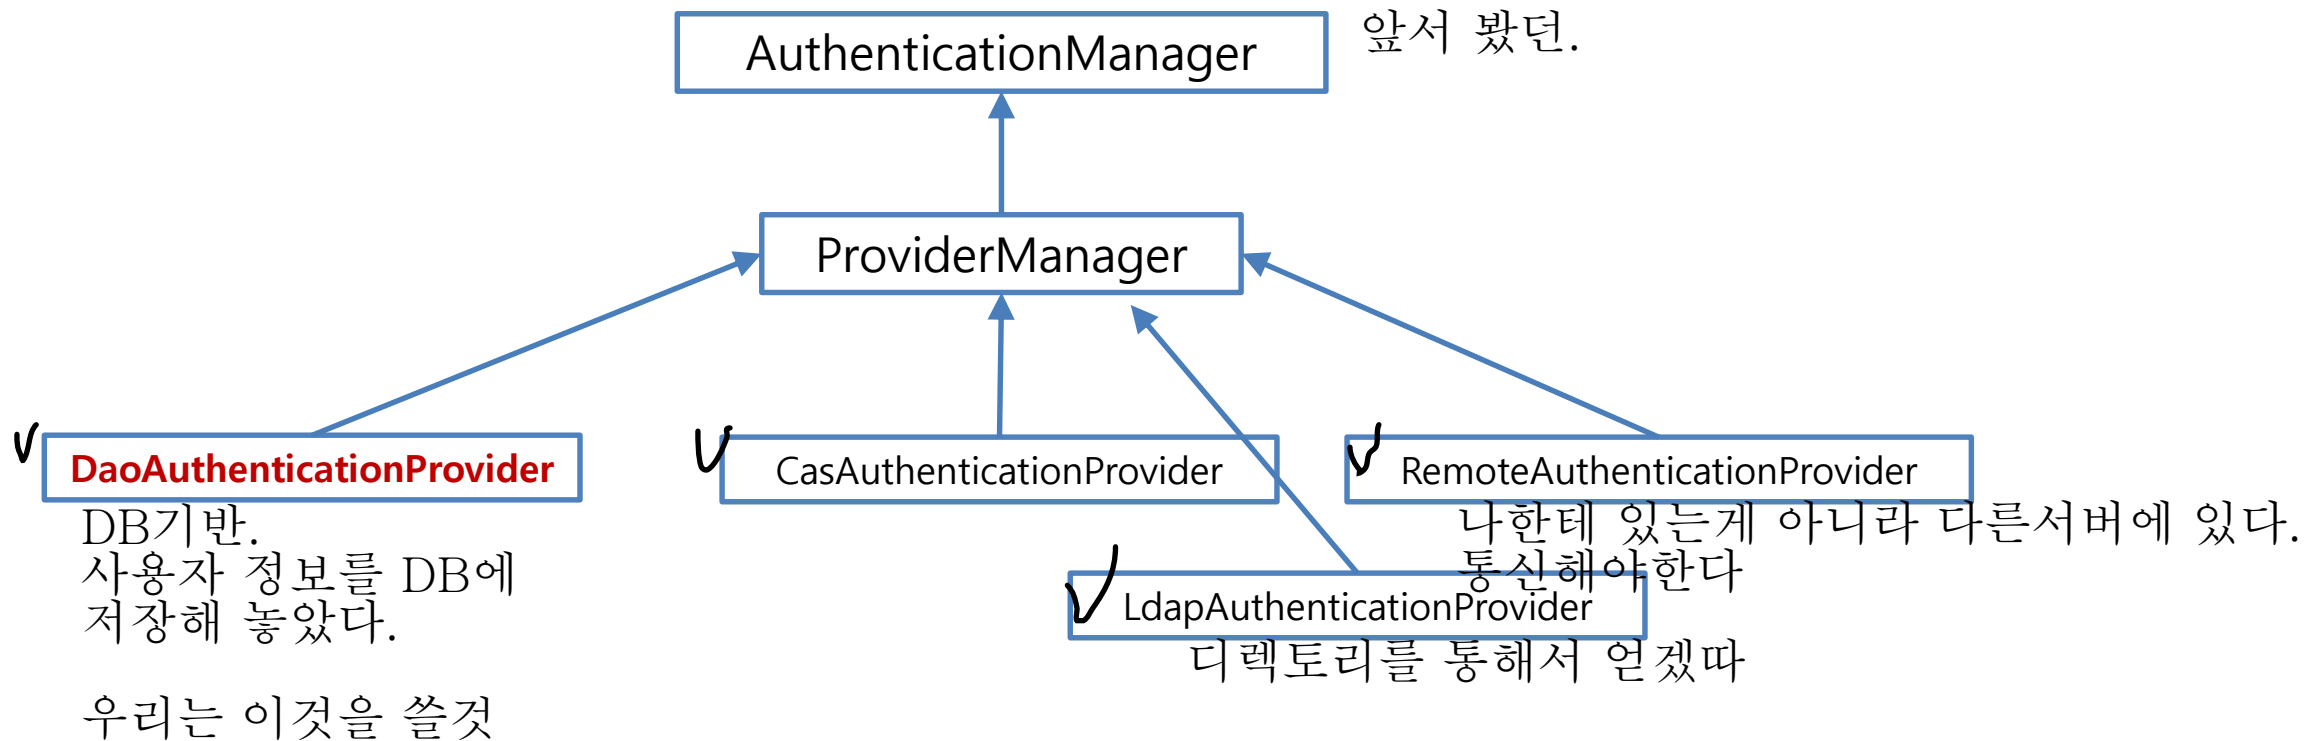 AuthenticationManager
앞서 봤던.
ProviderManager
DaoAuthenticationProvider
DB기반.
사용자 정보를 DB에
저장해 놓았다.
우리는 이것을 쓸것
CasAuthenticationProvider
RemoteAuthenticationProvider
나한테 있는게 아니라 다른서버에 있다.
통신해야한다
LdapAuthenticationProvider
디렉토리를 통해서 얻겠따